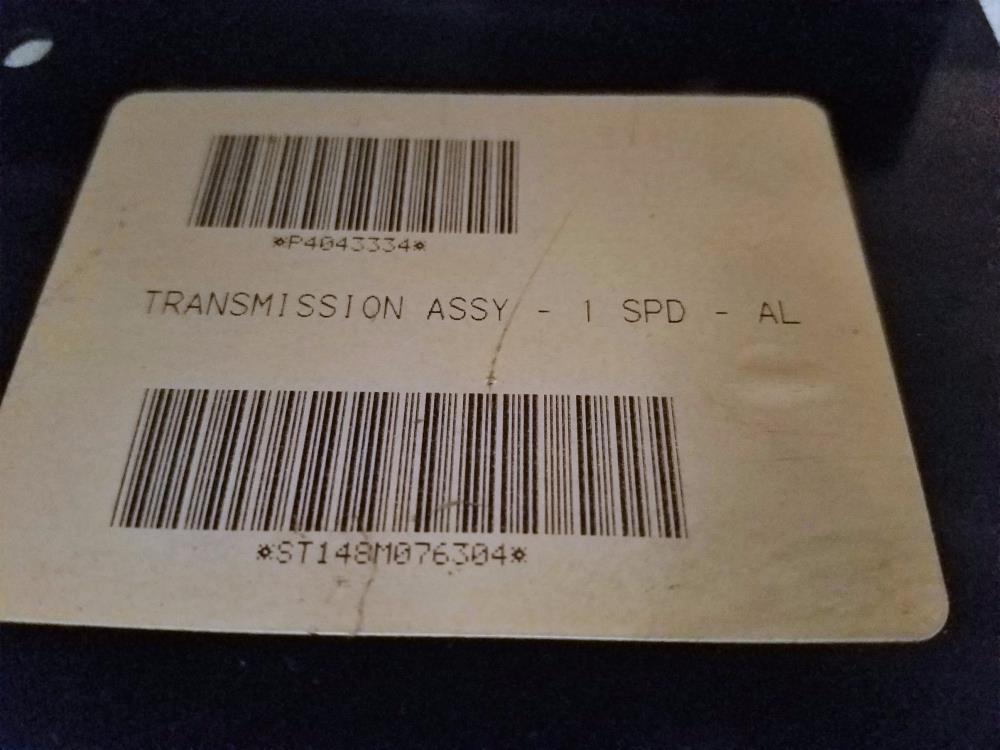 *P4043334*
TRANSMISSION ASSY - 1 SPD - AL
*ST148M076304*